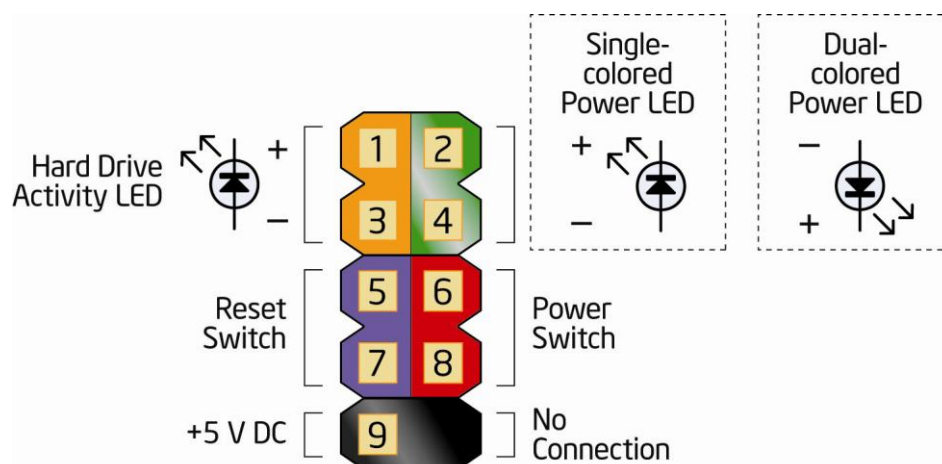 Single-
colored
Power LED
Dual-
colored
Power LED
Hard Drive
Activity LED
+
−
1
2
3
4
+
−
−
+
Reset
Switch
5
6
7
8
Power
Switch
+5 V DC
9
No
Connection